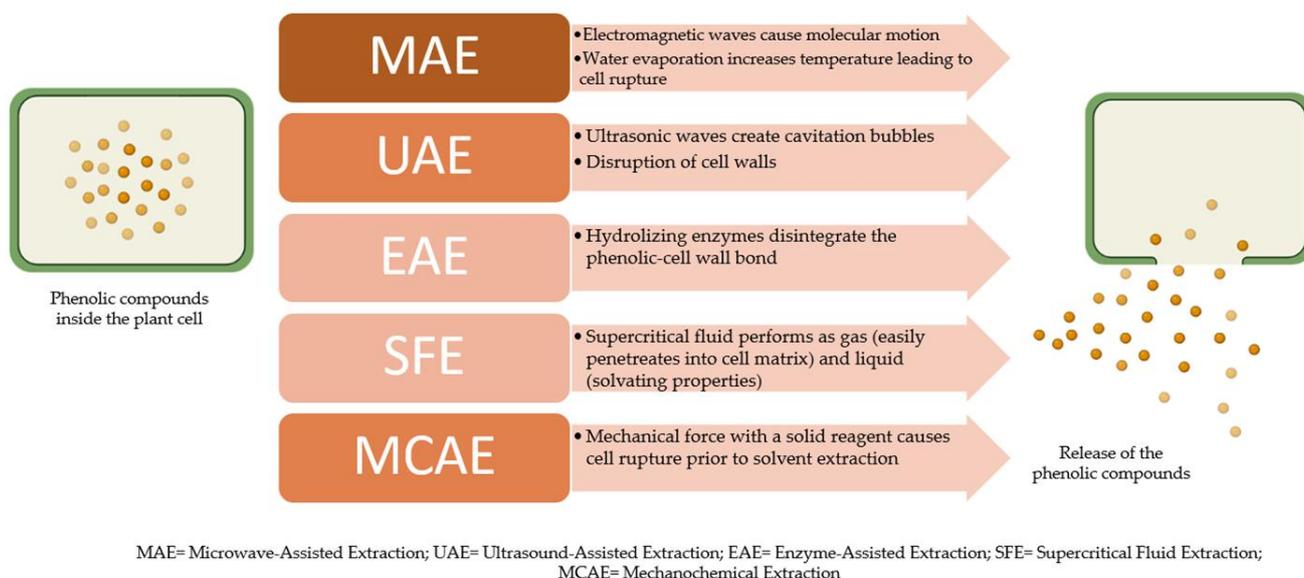 MAE
•Electromagnetic waves cause molecular motion
•Water evaporation increases temperature leading to
cell rupture
UAE
• Ultrasonic waves create cavitation bubbles
• Disruption of cell walls
EAE
• Hydrolizing enzymes disintegrate the
phenolic-cell wall bond
SFE
• Supercritical fluid performs as gas (easily
penetreates into cell matrix) and liquid
(solvating properties)
MCAE
• Mechanical force with a solid reagent causes
cell rupture prior to solvent extraction
Phenolic compounds
inside the plant cell
Release of the
phenolic compounds
MAE= Microwave-Assisted Extraction; UAE= Ultrasound-Assisted Extraction; EAE= Enzyme-Assisted Extraction; SFE= Supercritical Fluid Extraction;
MCAE= Mechanochemical Extraction